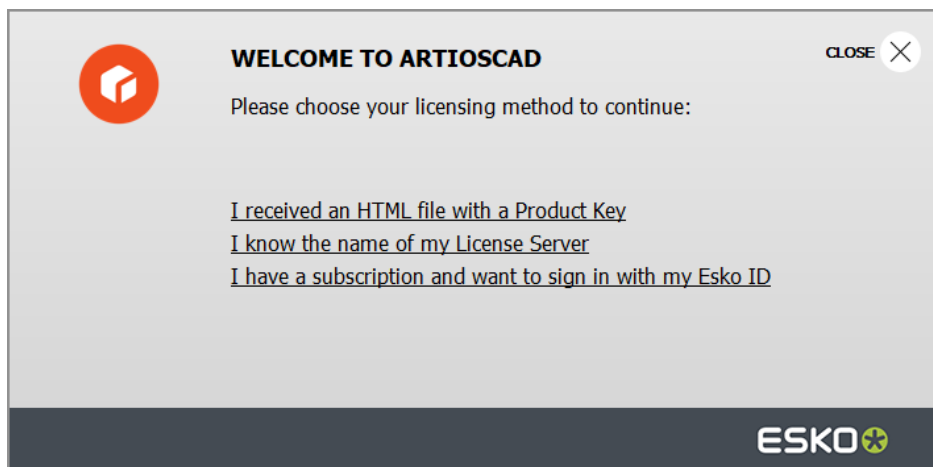 WELCOME TO ARTIOSCAD
CLOSE
Please choose your licensing method to continue:
I received an HTML file with a Product Key
I know the name of my License Server
I have a subscription and want to sign in with my Esko ID
ESKO